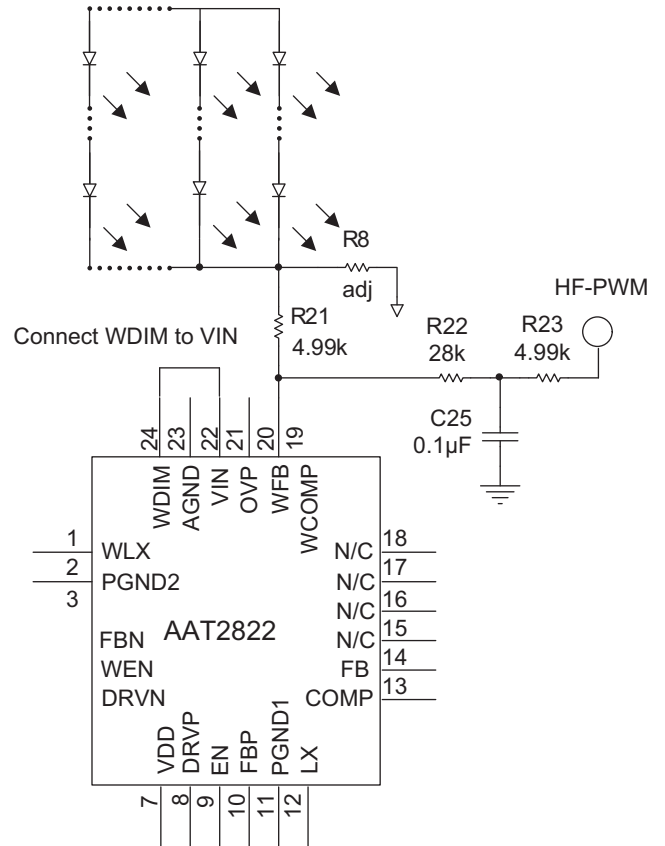 R8
adj
HF-PWM
R21
4.99k
R22
28k
R23
4.99k
Connect WDIM to VIN
C25
0.1µF
24
23
22
21
20
19
WDIM
AGND
VIN
OVP
WFB
WCOMP
1
WLX
2
PGND2
3
FBN
WEN
DRVN
AAT2822
N/C
18
N/C
17
N/C
16
N/C
15
FB
14
COMP
13
VDD
DRVP
EN
FBP
PGND1
LX
7
8
9
10
11
12